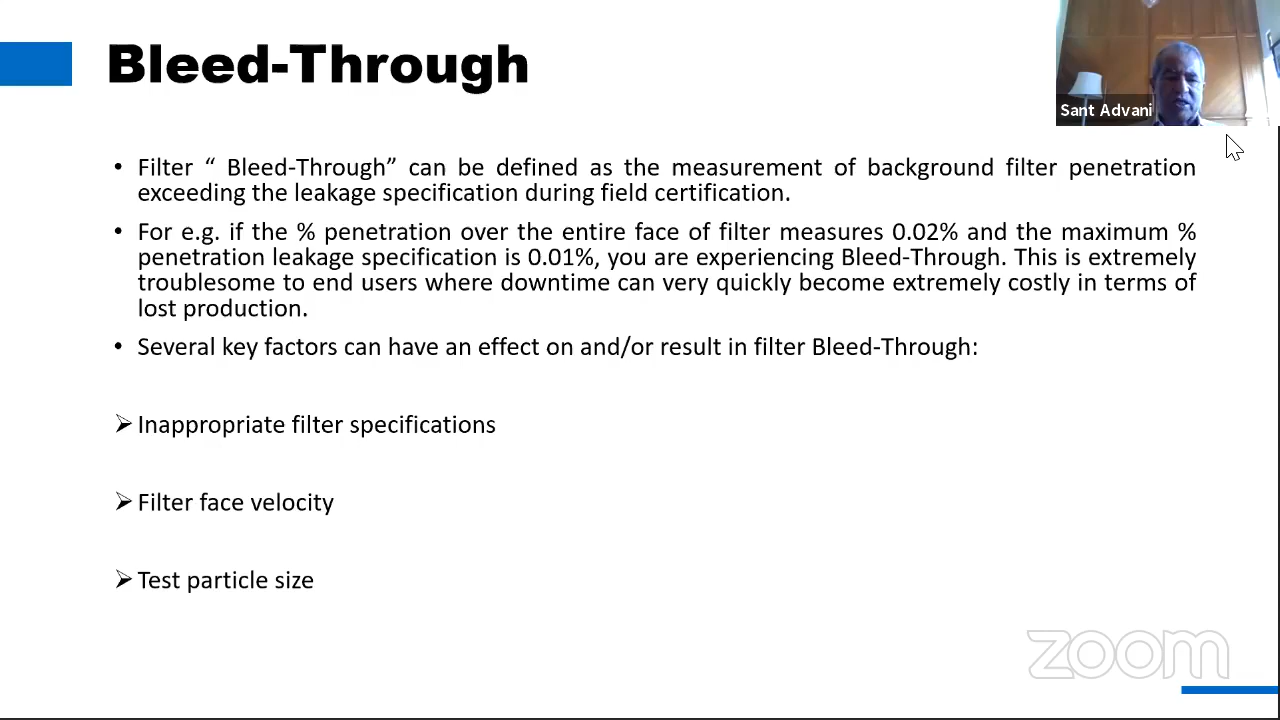 Bleed-Through
Sant Advani
• Filter “ Bleed-Through” can be defined as the measurement of background filter penetration
exceeding the leakage specification during field certification.
• For e.g. if the % penetration over the entire face of filter measures 0.02% and the maximum %
penetration leakage specification is 0.01%, you are experiencing Bleed-Through. This is extremely
troublesome to end users where downtime can very quickly become extremely costly in terms of
lost production.
• Several key factors can have an effect on and/or result in filter Bleed-Through:
➢ Inappropriate filter specifications
➢ Filter face velocity
➢ Test particle size
zoom